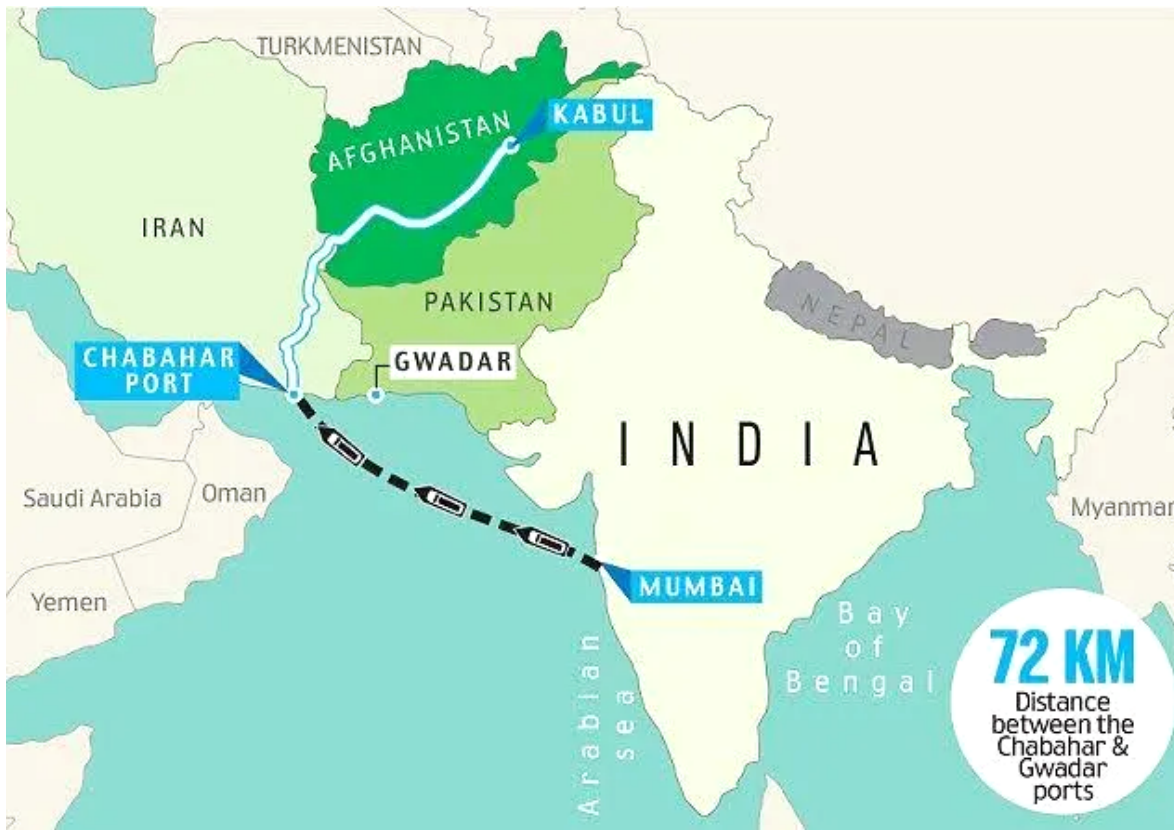 TURKMENISTAN
AFGHANISTAN
KABUL
IRAN
PAKISTAN
NEPAL
CHABAHAR
PORT
GWADAR
INDIA
Saudi Arabia
Oman
Myanmar
Yemen
MUMBAI
Arabian
sea
Bay
of
Bengal
72 KM
Distance
between the
Chabahar &
Gwadar
ports